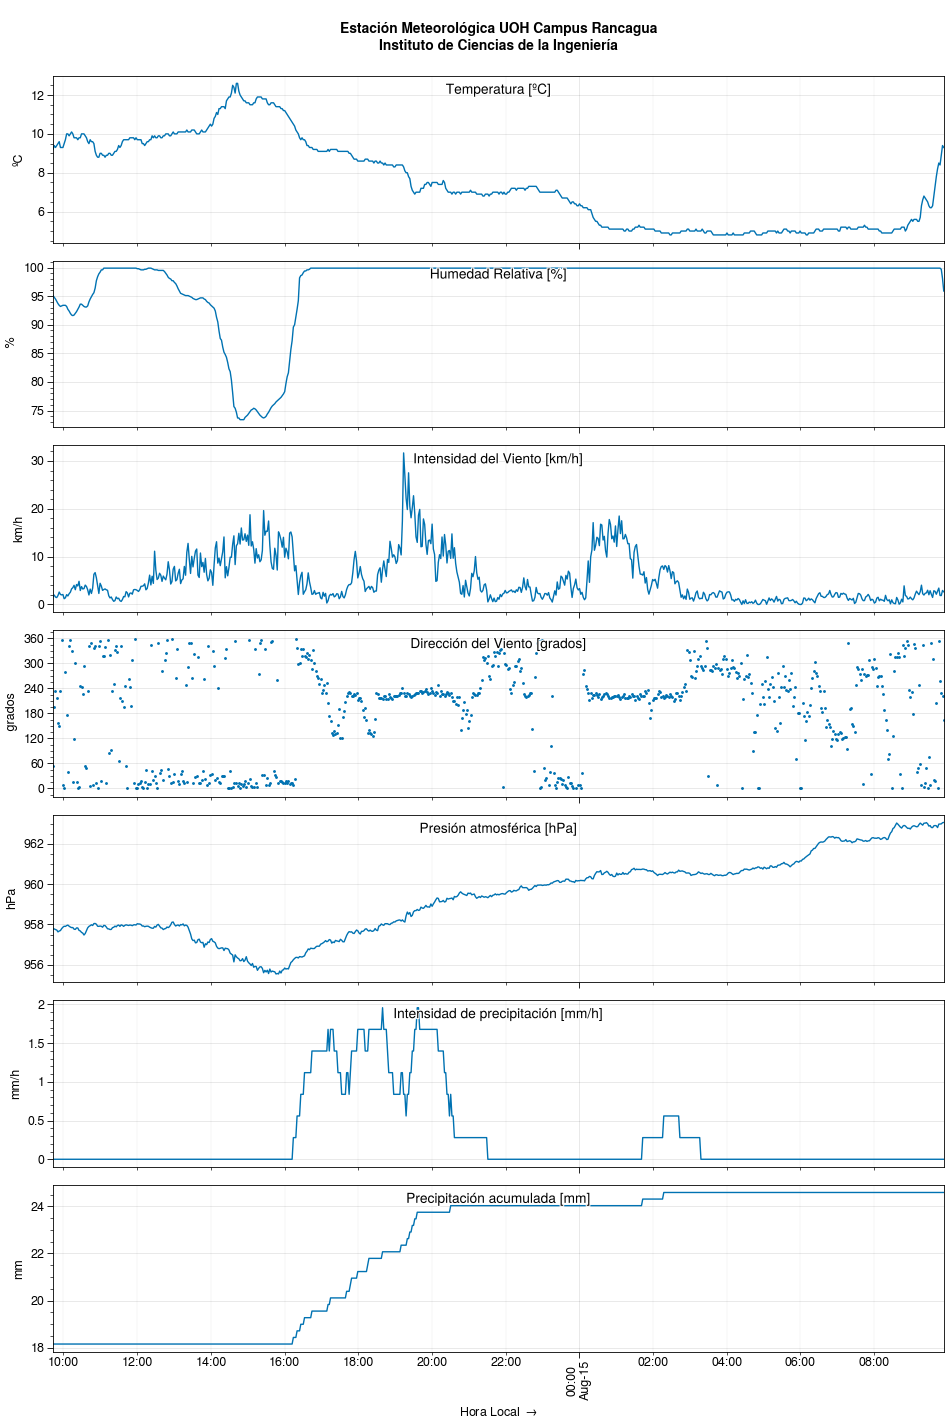 Estación Meteorológica UOH Campus Rancagua
Instituto de Ciencias de la Ingeniería
Temperatura [ºC]
12
10
8
6
ºC
Humedad Relativa [%]
100
95
90
85
80
75
%
Intensidad del Viento [km/h]
30
20
10
0
km/h
Dirección del Viento [grados]
360
300
240
180
120
60
0
grados
Presión atmosférica [hPa]
962
960
958
956
hPa
Intensidad de precipitación [mm/h]
2
1.5
1
0.5
0
mm/h
Precipitación acumulada [mm]
24
22
20
18
mm
10:00 12:00 14:00 16:00 18:00 20:00 22:00 00:00 02:00 04:00 06:00 08:00
Aug-15
Hora Local →